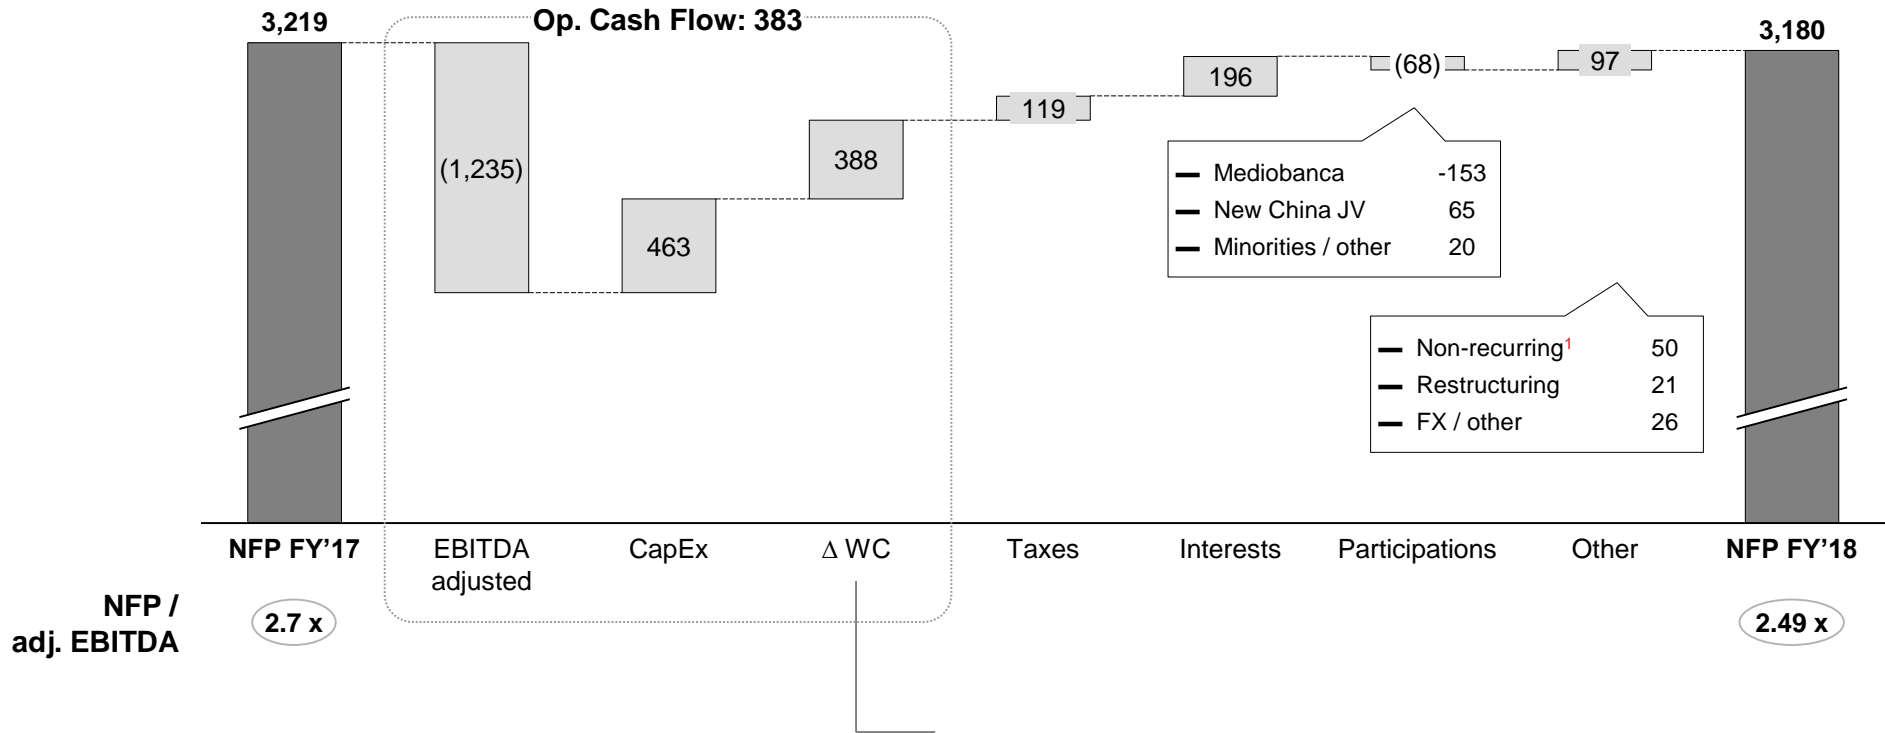 Op. Cash Flow: 383
3,219
(1,235)
463
388
119
196
(68)
97
3,180
Mediobanca -153
New China JV 65
Minorities / other 20
Non-recurring¹ 50
Restructuring 21
FX / other 26
NFP FY’17
EBITDA
adjusted
CapEx
Δ WC
Taxes
Interests
Participations
Other
NFP FY’18
NFP /
adj. EBITDA
2.7 x
2.49 x